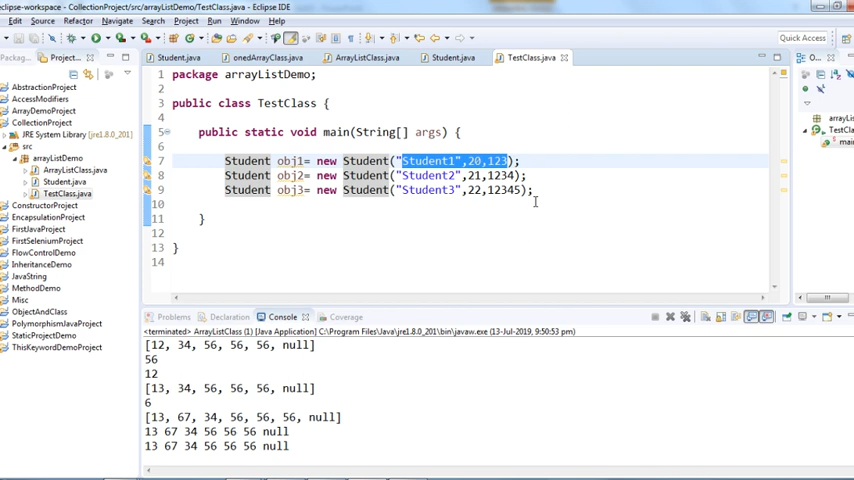 eclipse-workspace - CollectionProject/src/arrayListDemo/TestClass.java - Eclipse IDE
Edit Source Refactor Navigate Search Project Run Window Help
Quick Access
Packag... Project...
Student.java onedArrayClass.java ArrayListClass.java Student.java TestClass.java
O...
AbstractionProject
AccessModifiers
ArrayDemoProject
CollectionProject
JRE System Library [jre1.8.0_201]
src
arrayListDemo
ArrayListClass.java
Student.java
TestClass.java
ConstructorProject
EncapsulationProject
FirstJavaProject
FirstSeleniumProject
FlowControlDemo
InheritanceDemo
JavaString
MethodDemo
Misc
ObjectAndClass
PolymorphismJavaProject
StaticProjectDemo
ThisKeywordDemoProject
1 package arrayListDemo;
2
3 public class TestClass {
4
5 public static void main(String[] args) {
6
7 Student obj1= new Student("Student1",20,123);
8 Student obj2= new Student("Student2",21,1234);
9 Student obj3= new Student("Student3",22,12345);
10
11 }
12
13 }
14
arrayLi
TestCla
mai
Problems Declaration Console Coverage
<terminated> ArrayListClass (1) [Java Application] C:\Program Files\Java\jre1.8.0_201\bin\javaw.exe (13-Jul-2019, 9:50:53 PM)
[12, 34, 56, 56, 56, null]
56
12
[13, 34, 56, 56, 56, null]
6
[13, 67, 34, 56, 56, 56, null]
13 67 34 56 56 56 null
13 67 34 56 56 56 null